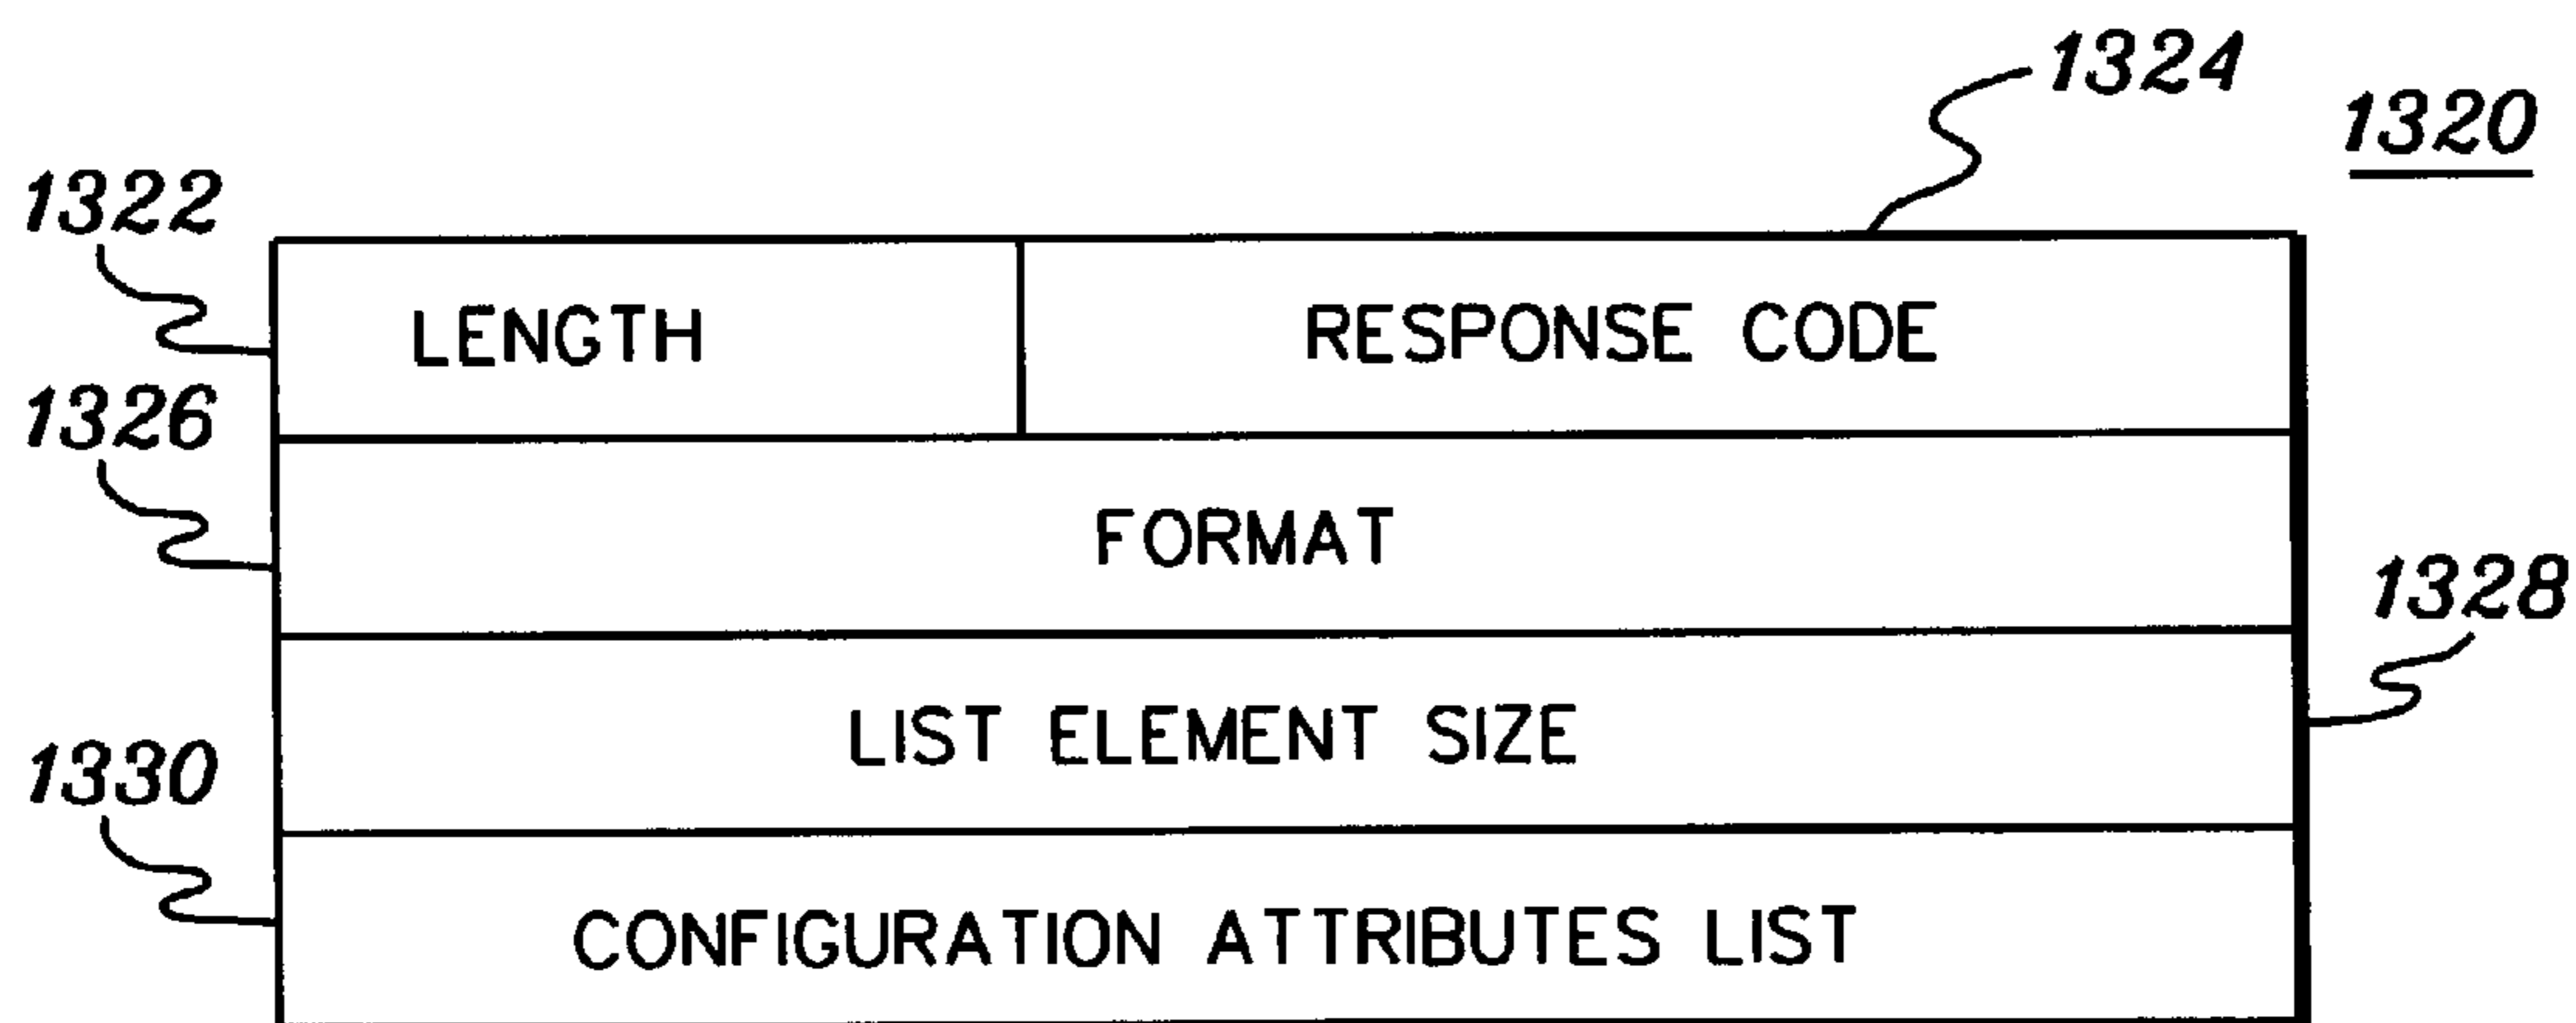 1324
1320
1322
LENGTH
RESPONSE CODE
1326
FORMAT
1328
LIST ELEMENT SIZE
1330
CONFIGURATION ATTRIBUTES LIST